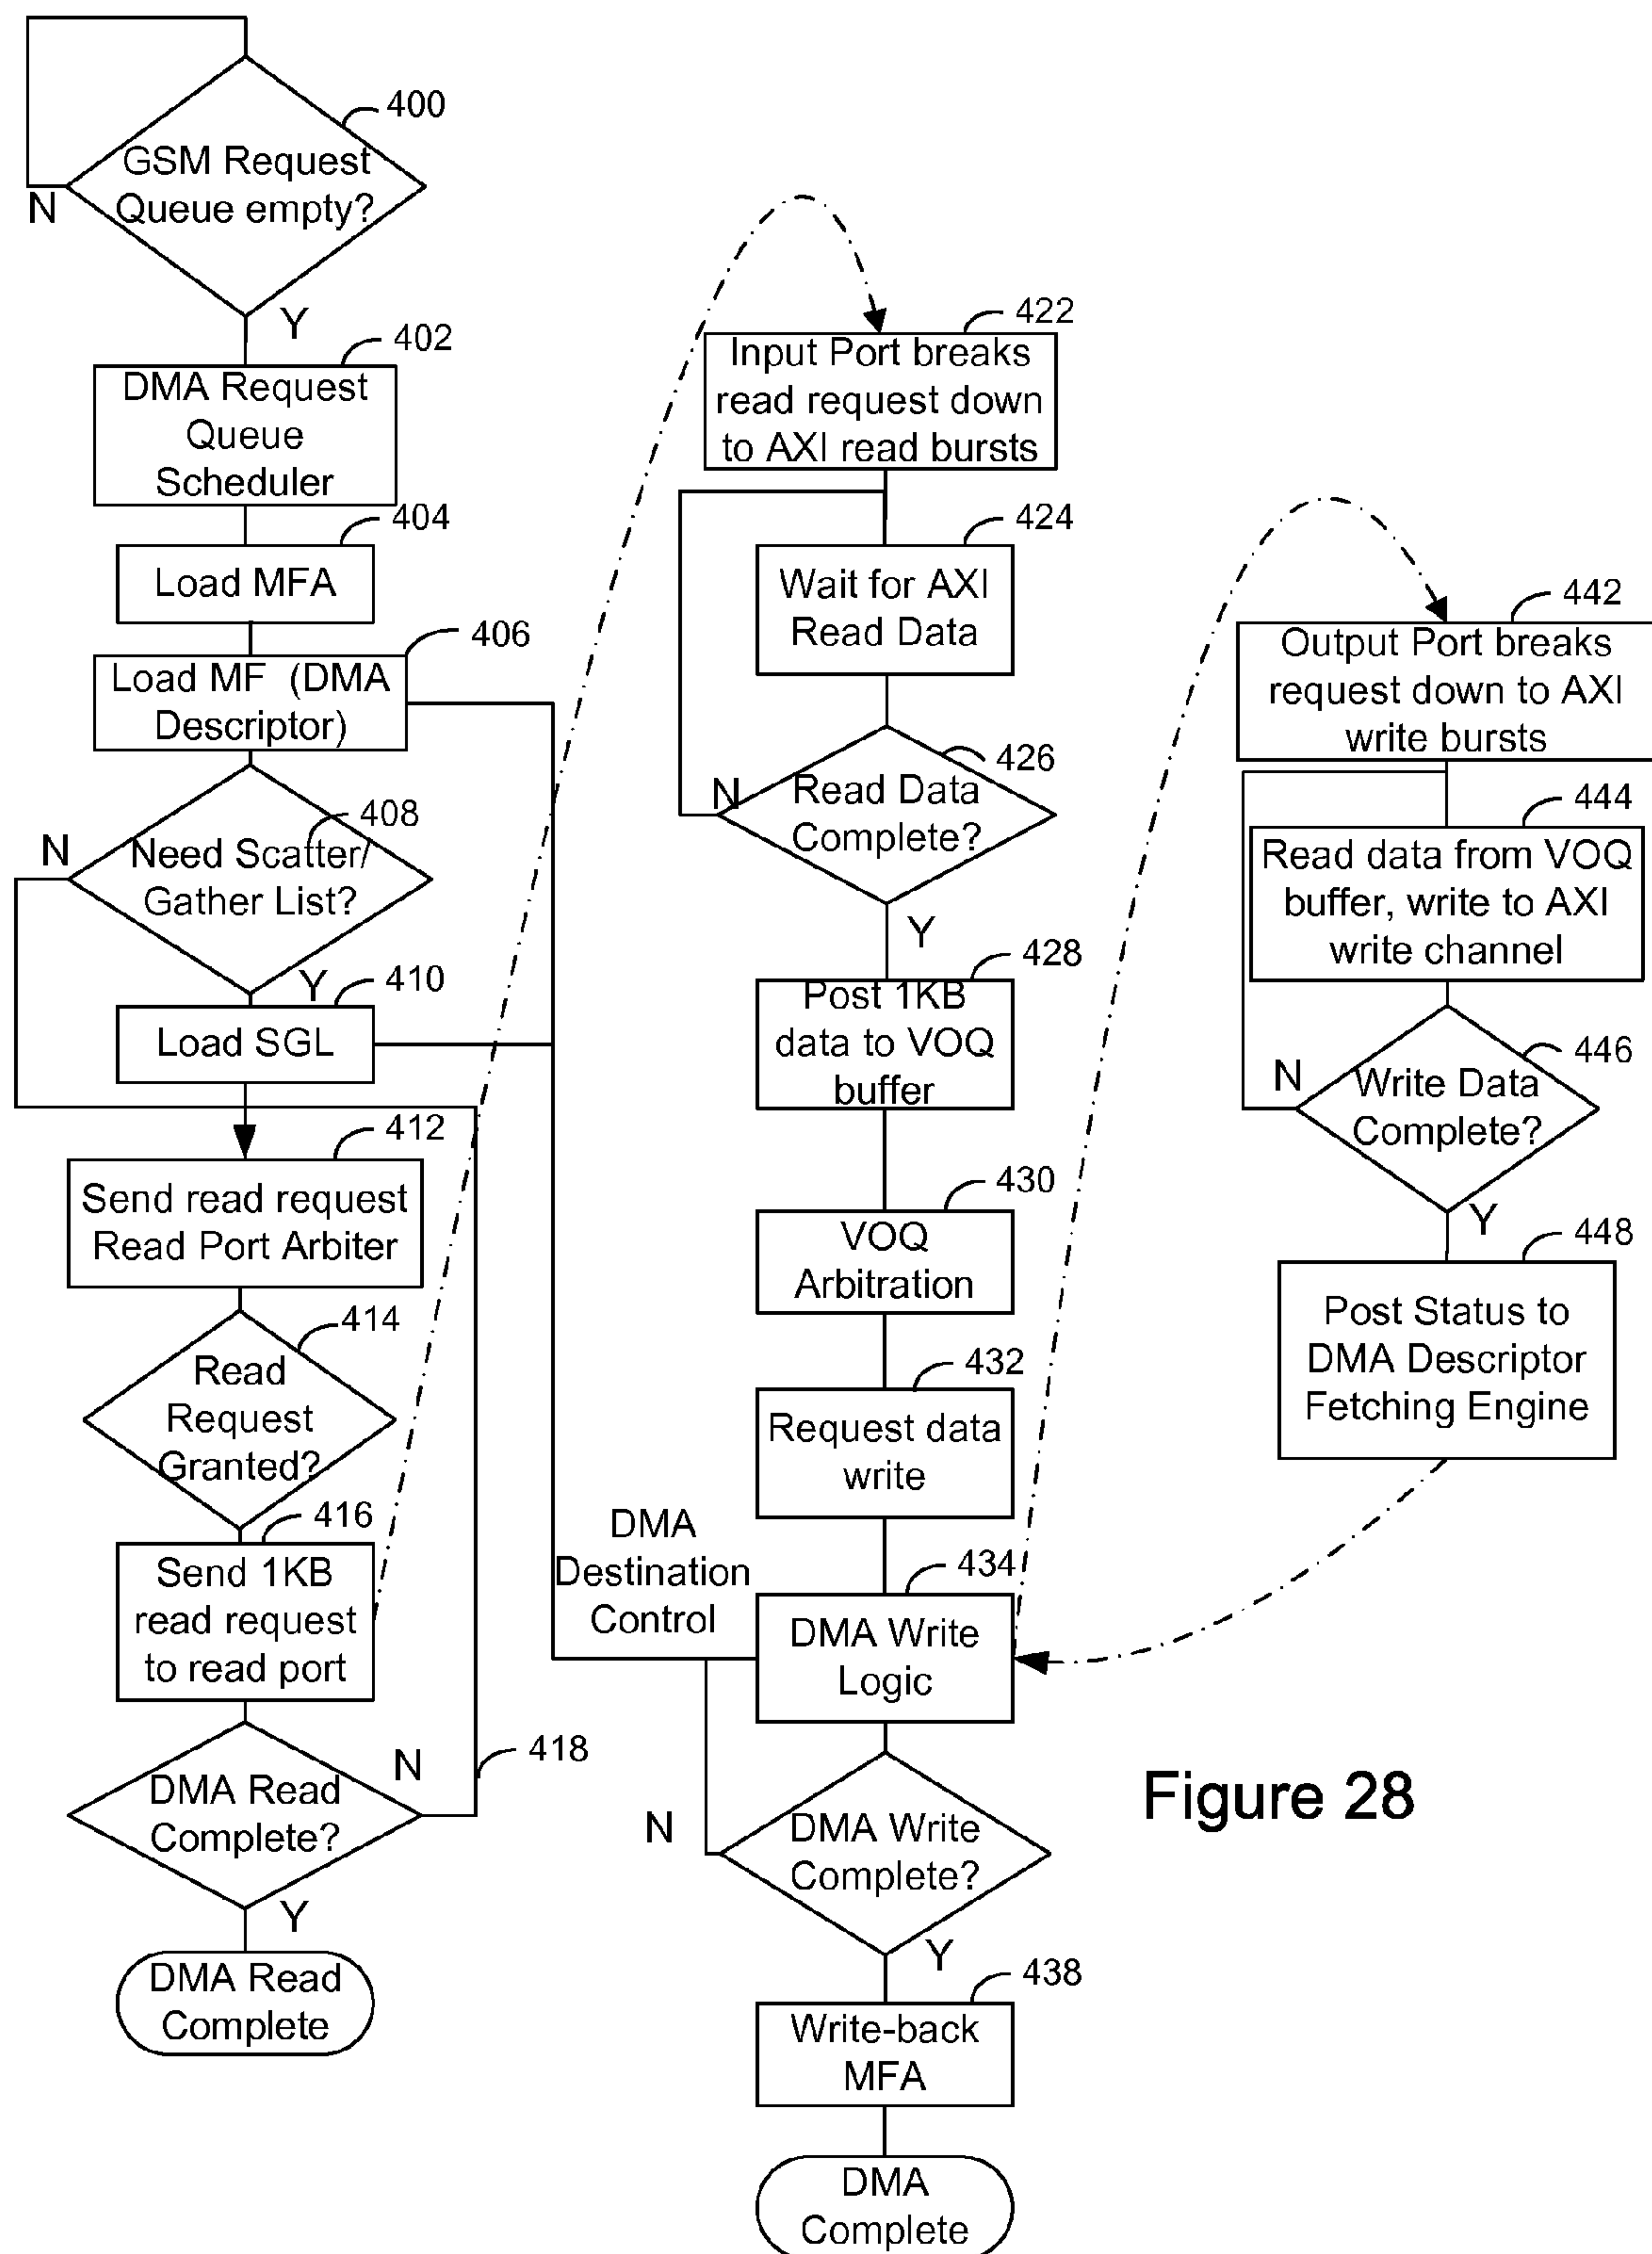 400
GSM Request
Queue empty?
N
Y
402
DMA Request
Queue
Scheduler
404
Load MFA
406
Load MF (DMA
Descriptor)
408
N
Need Scatter/
Gather List?
Y
410
Load SGL
412
Send read request
Read Port Arbiter
414
Read
Request
Granted?
416
Send 1KB
read request
to read port
418
N
DMA Read
Complete?
Y
DMA Read
Complete
422
Input Port breaks
read request down
to AXI read bursts
424
Wait for AXI
Read Data
426
N
Read Data
Complete?
Y
428
Post 1KB
data to VOQ
buffer
430
VOQ
Arbitration
432
Request data
write
DMA
Destination
Control
434
DMA Write
Logic
N
DMA Write
Complete?
Y
438
Write-back
MFA
DMA
Complete
442
Output Port breaks
request down to AXI
write bursts
444
Read data from VOQ
buffer, write to AXI
write channel
446
N
Write Data
Complete?
Y
448
Post Status to
DMA Descriptor
Fetching Engine
Figure 28